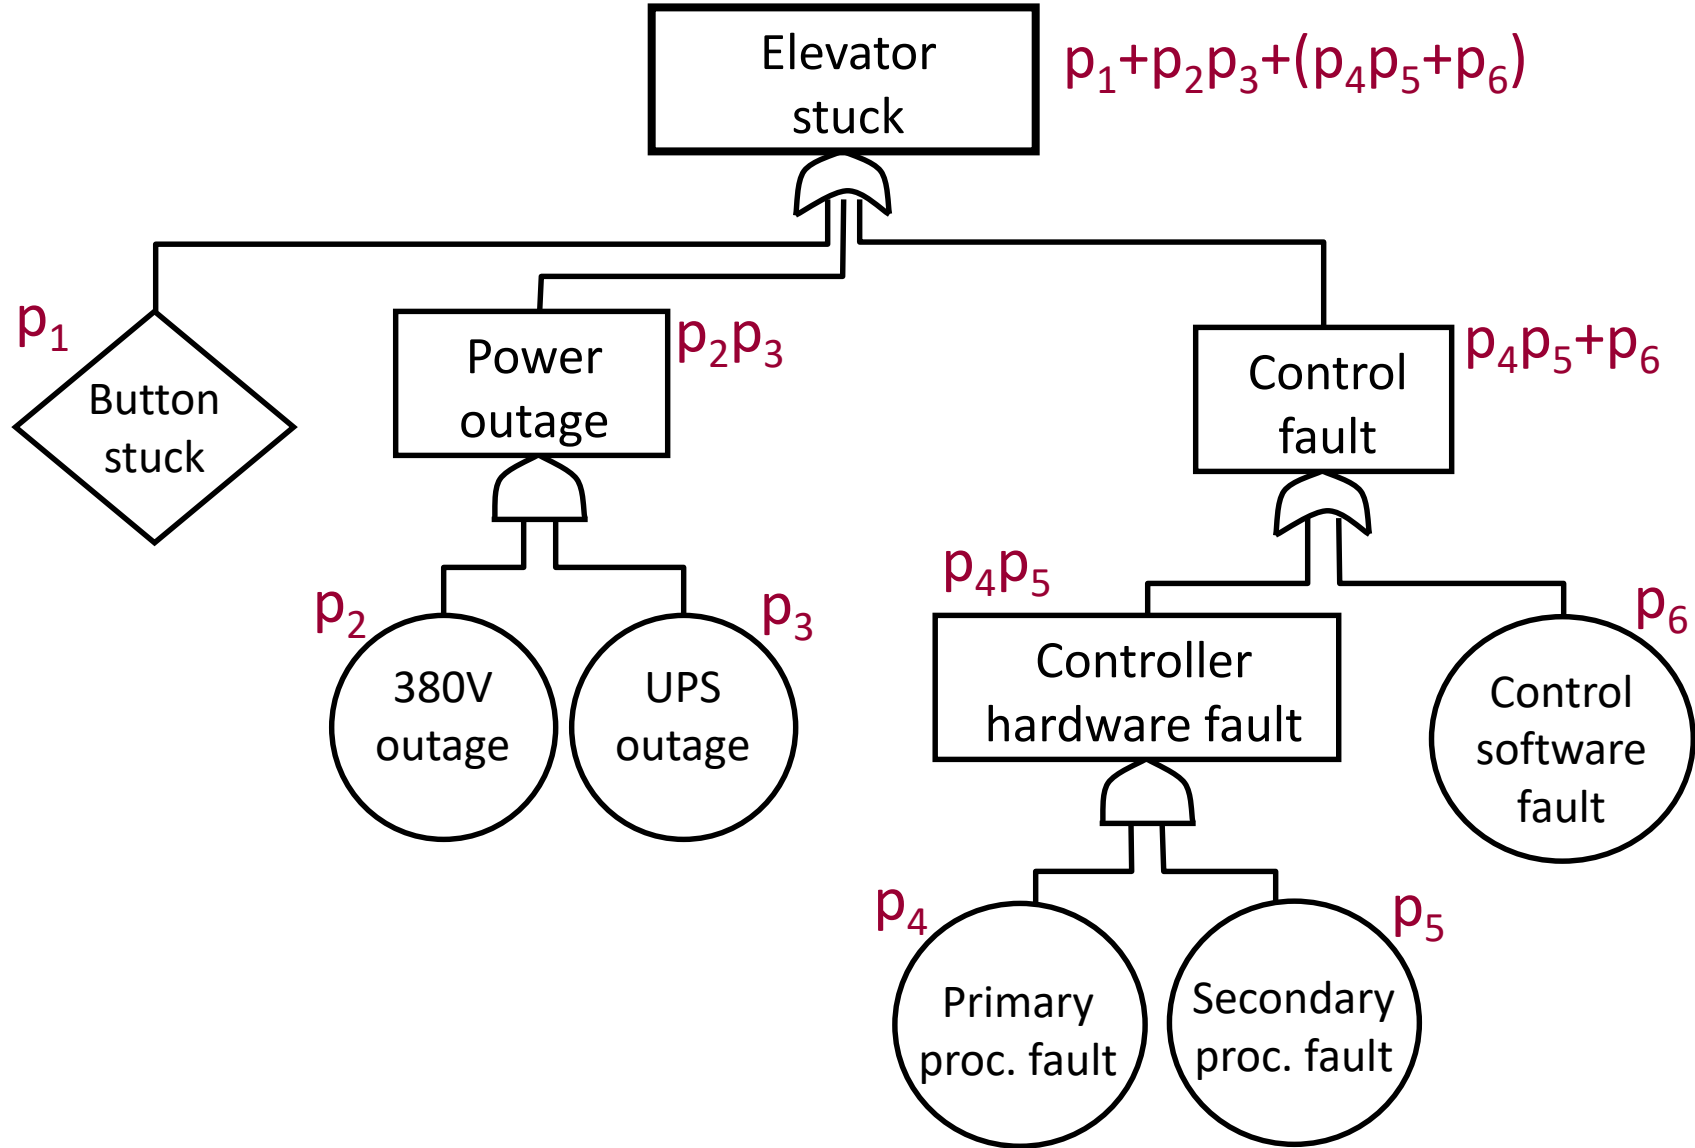 Elevator
stuck
p₁+p₂p₃+(p₄p₅+p₆)
p₁
Button
stuck
Power
outage
p₂p₃
Control
fault
p₄p₅+p₆
p₂
380V
outage
p₃
UPS
outage
p₄p₅
Controller
hardware fault
p₆
Control
software
fault
p₄
Primary
proc. fault
p₅
Secondary
proc. fault